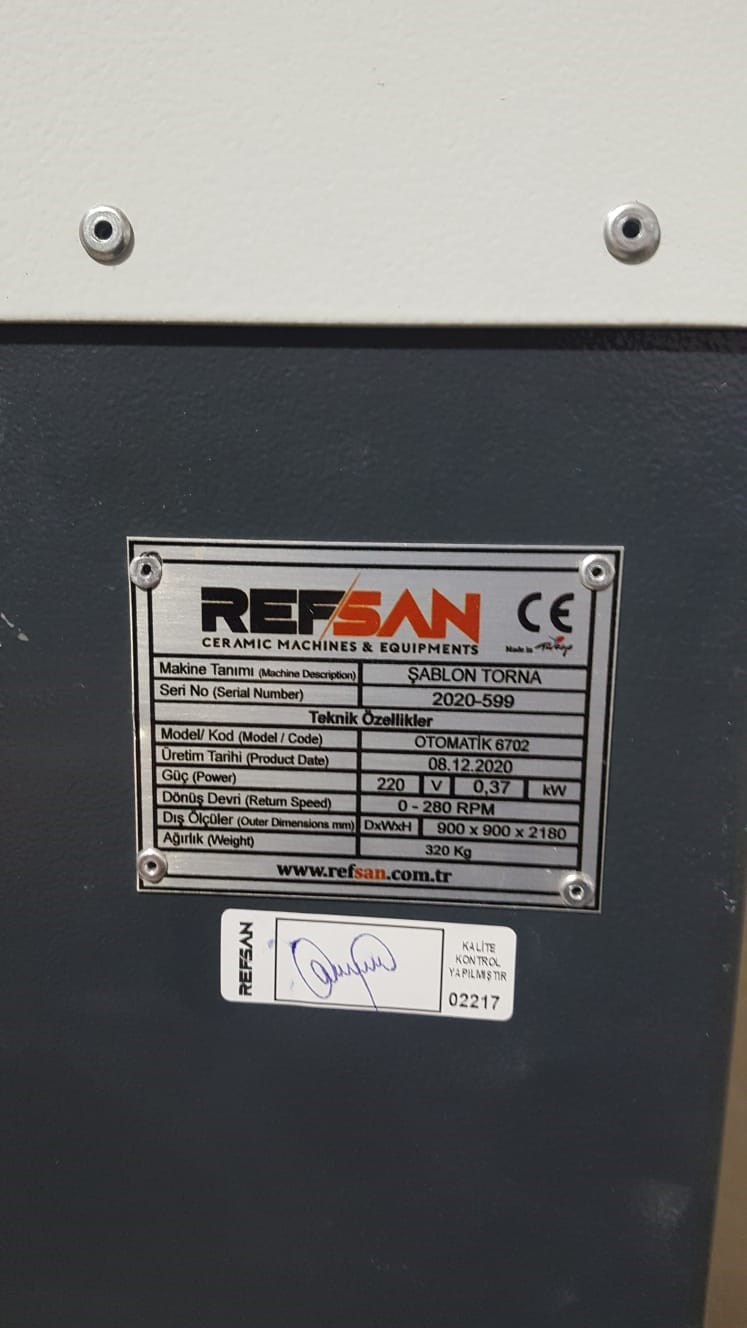 REFSAN
CERAMIC MACHINES & EQUIPMENTS
CE
Made in Türkiye
Makine Tanımı (Machine Description) ŞABLON TORNA
Seri No (Serial Number) 2020-599
Teknik Özellikler
Model/ Kod (Model / Code) OTOMATİK 6702
Üretim Tarihi (Product Date) 08.12.2020
Güç (Power) 220 V 0,37 kW
Dönüş Devri (Return Speed) 0 - 280 RPM
Dış Ölçüler (Outer Dimensions mm) DxWxH 900 x 900 x 2180
Ağırlık (Weight) 320 Kg
www.refsan.com.tr
REFSAN
KALİTE
KONTROL
YAPILMIŞTIR
02217